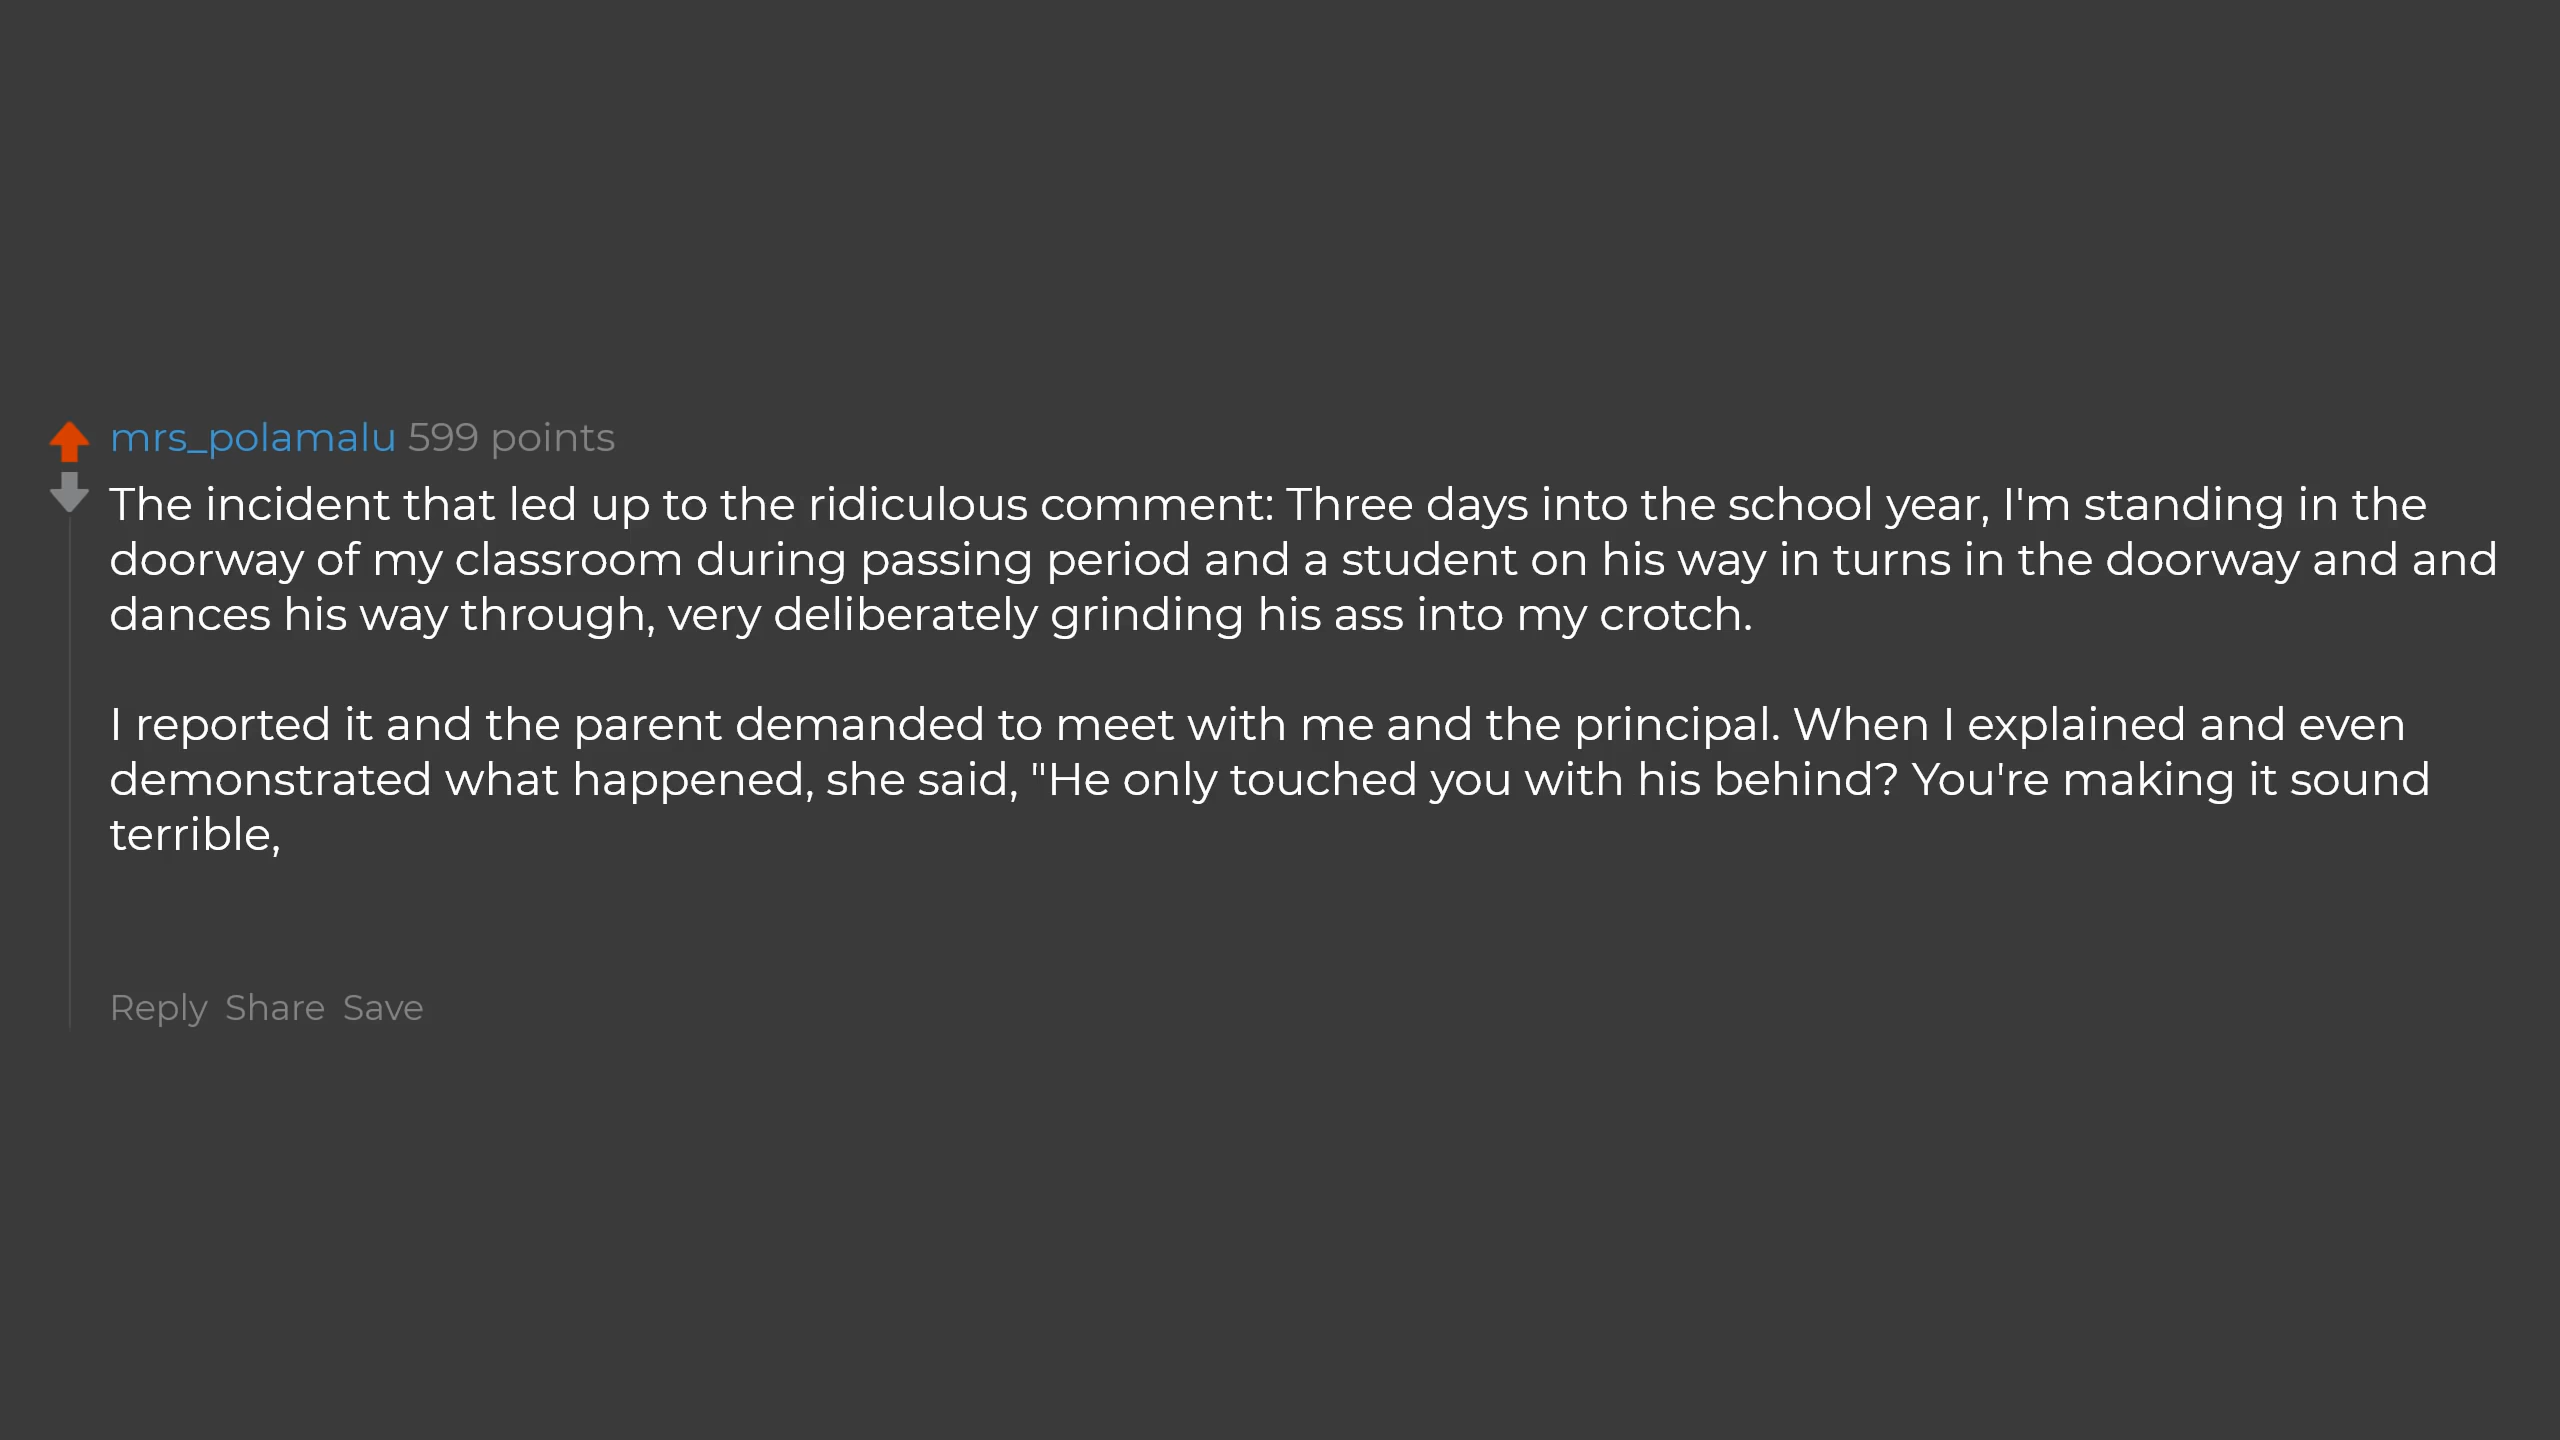 mrs_polamalu 599 points
The incident that led up to the ridiculous comment: Three days into the school year, I'm standing in the
doorway of my classroom during passing period and a student on his way in turns in the doorway and and
dances his way through, very deliberately grinding his ass into my crotch.
I reported it and the parent demanded to meet with me and the principal. When I explained and even
demonstrated what happened, she said, "He only touched you with his behind? You're making it sound
terrible,
Reply Share Save